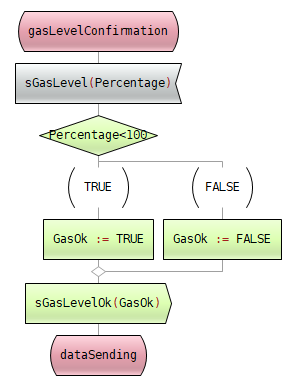 gasLevelConfirmation
sGasLevel(Percentage)
Percentage<100
TRUE
FALSE
GasOk := TRUE
GasOk := FALSE
sGasLevelOk(GasOk)
dataSending